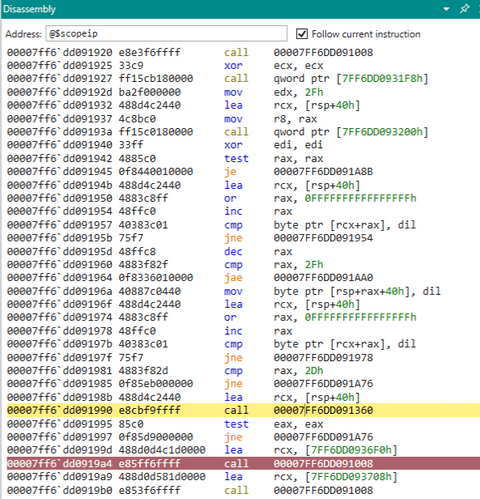 Disassembly
Address: @$scopeip Follow current instruction
00007ff6`dd091920 e8e3f6ffff call 00007FF6DD091008
00007ff6`dd091925 33c9 xor ecx, ecx
00007ff6`dd091927 ff15cb180000 call qword ptr [7FF6DD0931F8h]
00007ff6`dd09192d ba2f000000 mov edx, 2Fh
00007ff6`dd091932 488d4c2440 lea rcx, [rsp+40h]
00007ff6`dd091937 4c8bc0 mov r8, rax
00007ff6`dd09193a ff15c0180000 call qword ptr [7FF6DD093200h]
00007ff6`dd091940 33ff xor edi, edi
00007ff6`dd091942 4885c0 test rax, rax
00007ff6`dd091945 0f8440010000 je 00007FF6DD091A8B
00007ff6`dd09194b 488d4c2440 lea rcx, [rsp+40h]
00007ff6`dd091950 4883c8ff or rax, 0FFFFFFFFFFFFFFFFh
00007ff6`dd091954 48ffc0 inc rax
00007ff6`dd091957 40383c01 cmp byte ptr [rcx+rax], dil
00007ff6`dd09195b 75f7 jne 00007FF6DD091954
00007ff6`dd09195d 48ffc8 dec rax
00007ff6`dd091960 4883f82f cmp rax, 2Fh
00007ff6`dd091964 0f8336010000 jae 00007FF6DD091AA0
00007ff6`dd09196a 40887c0440 mov byte ptr [rsp+rax+40h], dil
00007ff6`dd09196f 488d4c2440 lea rcx, [rsp+40h]
00007ff6`dd091974 4883c8ff or rax, 0FFFFFFFFFFFFFFFFh
00007ff6`dd091978 48ffc0 inc rax
00007ff6`dd09197b 40383c01 cmp byte ptr [rcx+rax], dil
00007ff6`dd09197f 75f7 jne 00007FF6DD091978
00007ff6`dd091981 4883f82d cmp rax, 2Dh
00007ff6`dd091985 0f85eb000000 jne 00007FF6DD091A76
00007ff6`dd09198b 488d4c2440 lea rcx, [rsp+40h]
00007ff6`dd091990 e8cbf9ffff call 00007FF6DD091360
00007ff6`dd091995 85c0 test eax, eax
00007ff6`dd091997 0f85d9000000 jne 00007FF6DD091A76
00007ff6`dd09199d 488d0d4c1d0000 lea rcx, [7FF6DD0936F0h]
00007ff6`dd0919a4 e85ff6ffff call 00007FF6DD091008
00007ff6`dd0919a9 488d0d581d0000 lea rcx, [7FF6DD093708h]
00007ff6`dd0919b0 e853f6ffff call 00007FF6DD091008